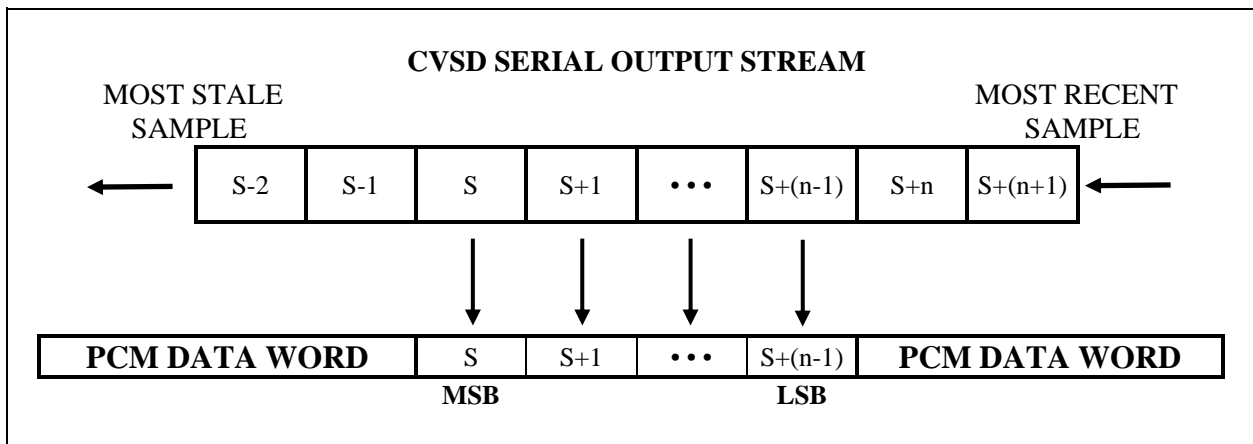 CVSD SERIAL OUTPUT STREAM
MOST STALE
SAMPLE
MOST RECENT
SAMPLE
S-2 S-1 S S+1 • • • S+(n-1) S+n S+(n+1)
PCM DATA WORD S S+1 • • • S+(n-1) PCM DATA WORD
MSB LSB